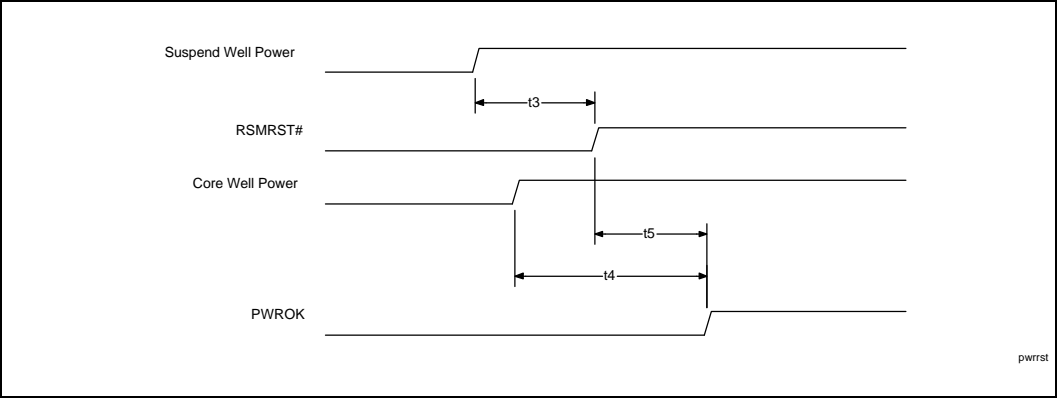 Suspend Well Power
t3
RSMRST#
Core Well Power
t5
t4
PWROK
pwrrst